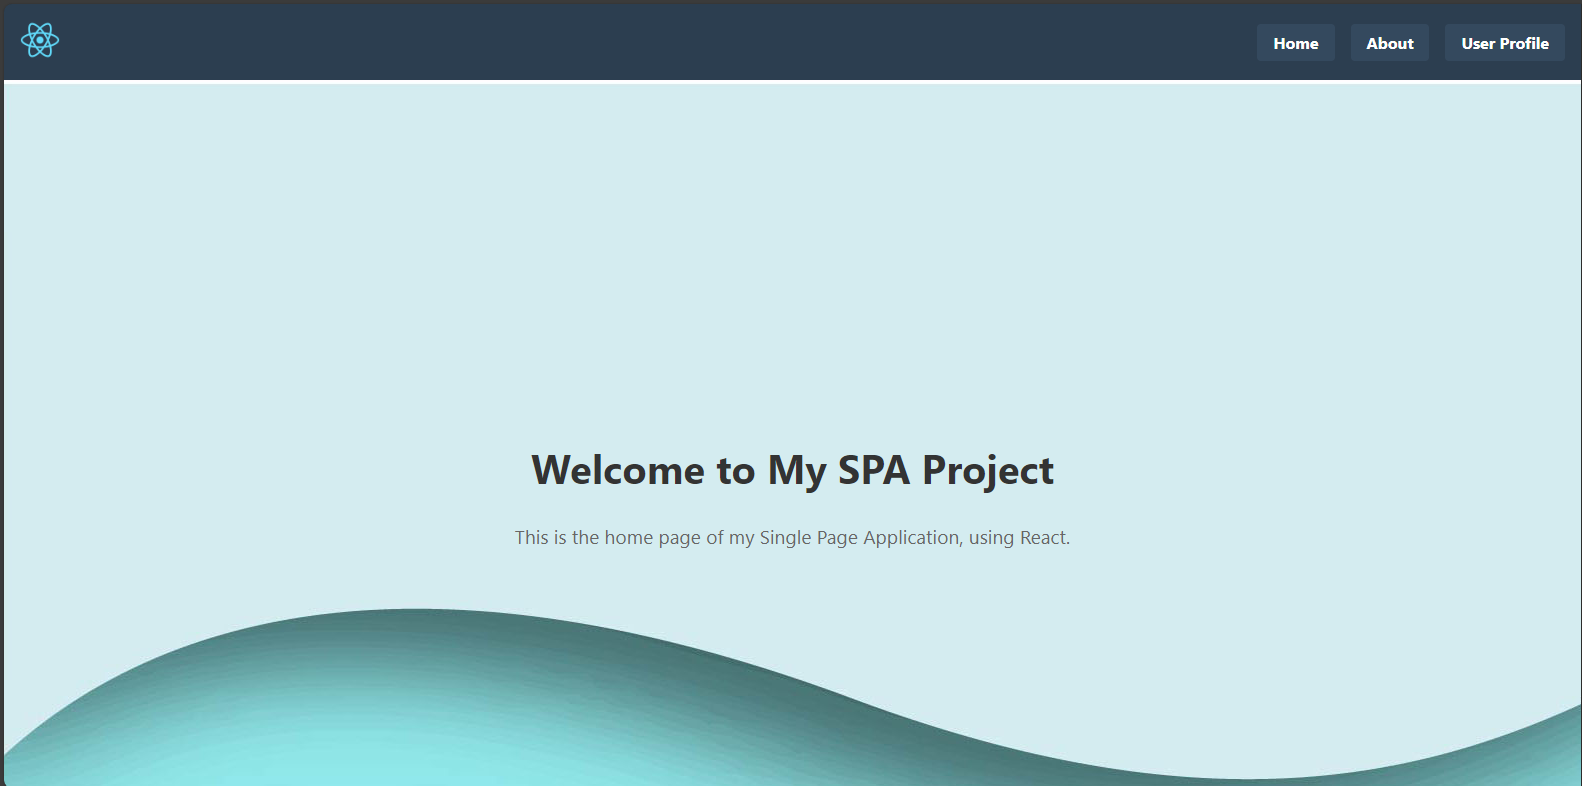 Home About User Profile
Welcome to My SPA Project
This is the home page of my Single Page Application, using React.